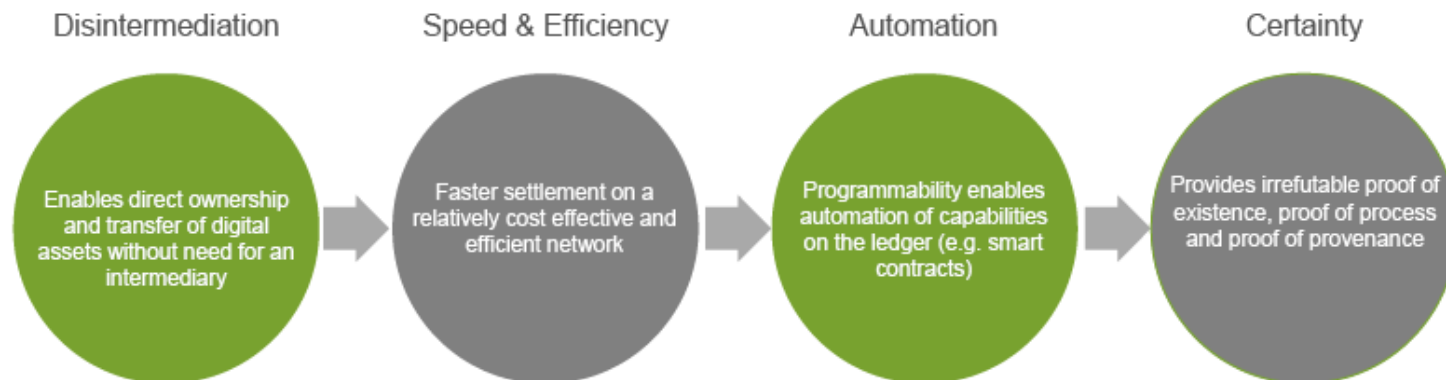 Disintermediation
Speed & Efficiency
Automation
Certainty
Enables direct ownership
and transfer of digital
assets without need for an
intermediary
Faster settlement on a
relatively cost effective and
efficient network
Programmability enables
automation of capabilities
on the ledger (e.g. smart
contracts)
Provides irrefutable proof of
existence, proof of process
and proof of provenance